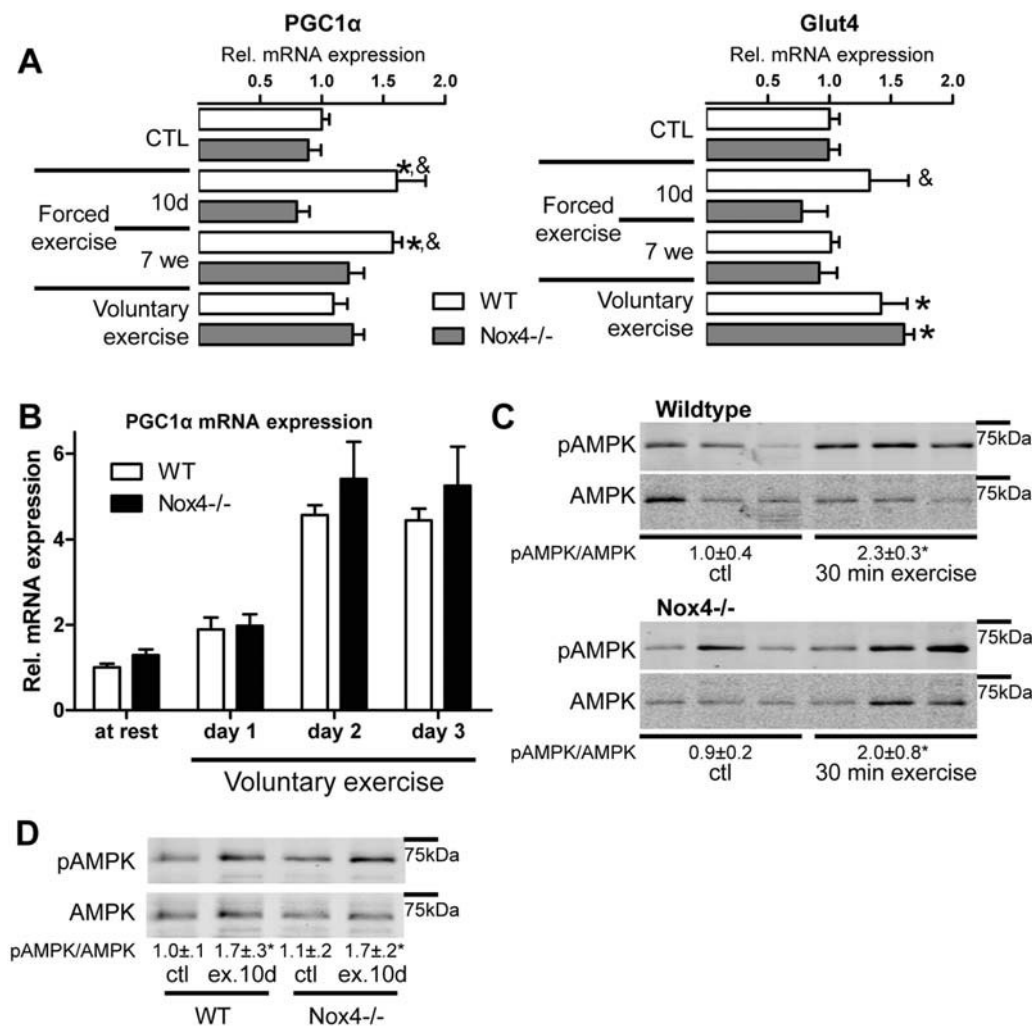 A
PGC1α
Rel. mRNA expression
0.5 1.0 1.5 2.0
CTL
10d
Forced
exercise
7 we
Voluntary
exercise
*,&
*,&
WT
Nox4-/-
Glut4
Rel. mRNA expression
0.5 1.0 1.5 2.0
CTL
10d
Forced
exercise
7 we
Voluntary
exercise
&
*
*
B
PGC1α mRNA expression
WT
Nox4-/-
Rel. mRNA expression
6
4
2
0
at rest day 1 day 2 day 3
Voluntary exercise
C
Wildtype
pAMPK 75kDa
AMPK 75kDa
pAMPK/AMPK 1.0±0.4 2.3±0.3*
ctl 30 min exercise
Nox4-/-
pAMPK 75kDa
AMPK 75kDa
pAMPK/AMPK 0.9±0.2 2.0±0.8*
ctl 30 min exercise
D
pAMPK 75kDa
AMPK 75kDa
pAMPK/AMPK 1.0±.1 1.7±.3* 1.1±.2 1.7±.2*
ctl ex.10d ctl ex.10d
WT Nox4-/-